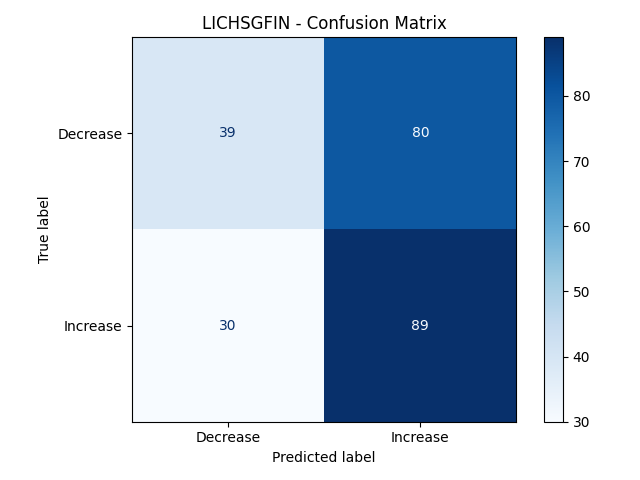 LICHSGFIN - Confusion Matrix
True label
Decrease
39
80
Increase
30
89
Decrease
Increase
Predicted label
80
70
60
50
40
30